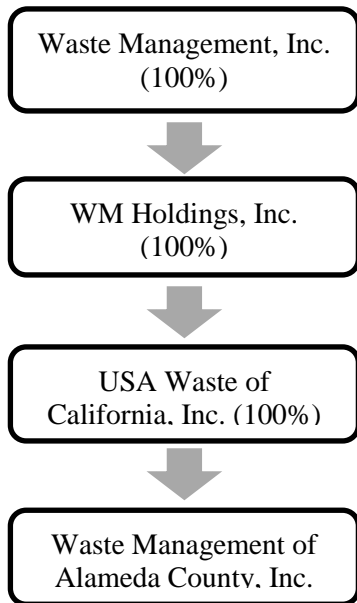 Waste Management, Inc.
(100%)
WM Holdings, Inc.
(100%)
USA Waste of
California, Inc. (100%)
Waste Management of
Alameda County, Inc.